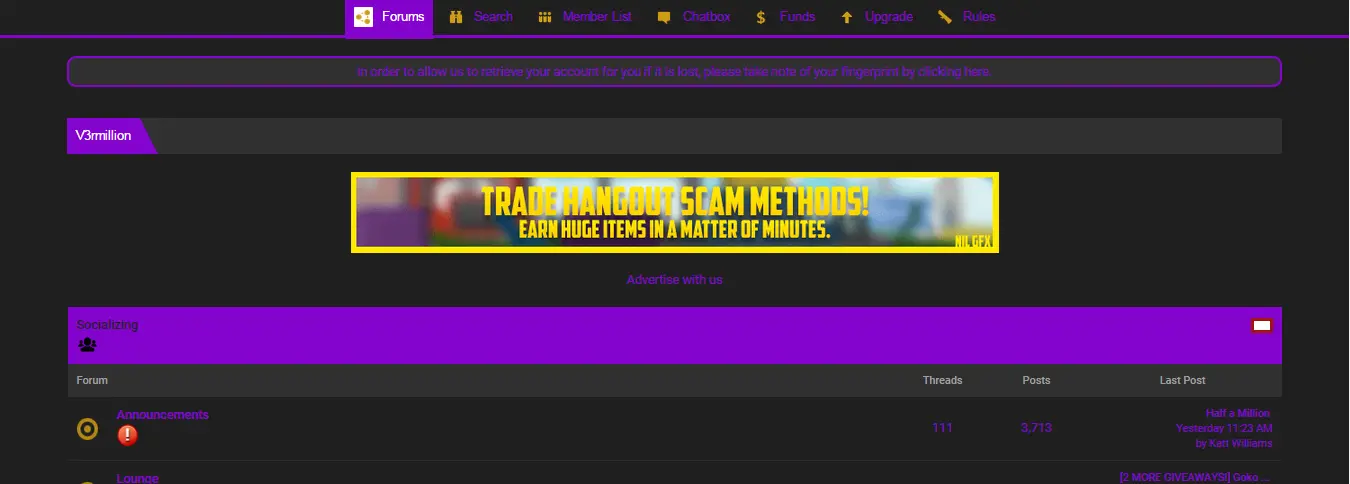 Forums Search Member List Chatbox Funds Upgrade Rules
In order to allow us to retrieve your account for you if it is lost, please take note of your fingerprint by clicking here.
V3rmillion
TRADE HANGOUT SCAM METHODS!
EARN HUGE ITEMS IN A MATTER OF MINUTES.
NIL GFX
Advertise with us
Socializing
Forum Threads Posts Last Post
Announcements 111 3,713 Half a Million
Yesterday 11:23 AM
by Katt Williams
Lounge [2 MORE GIVEAWAYS!] Goko ...